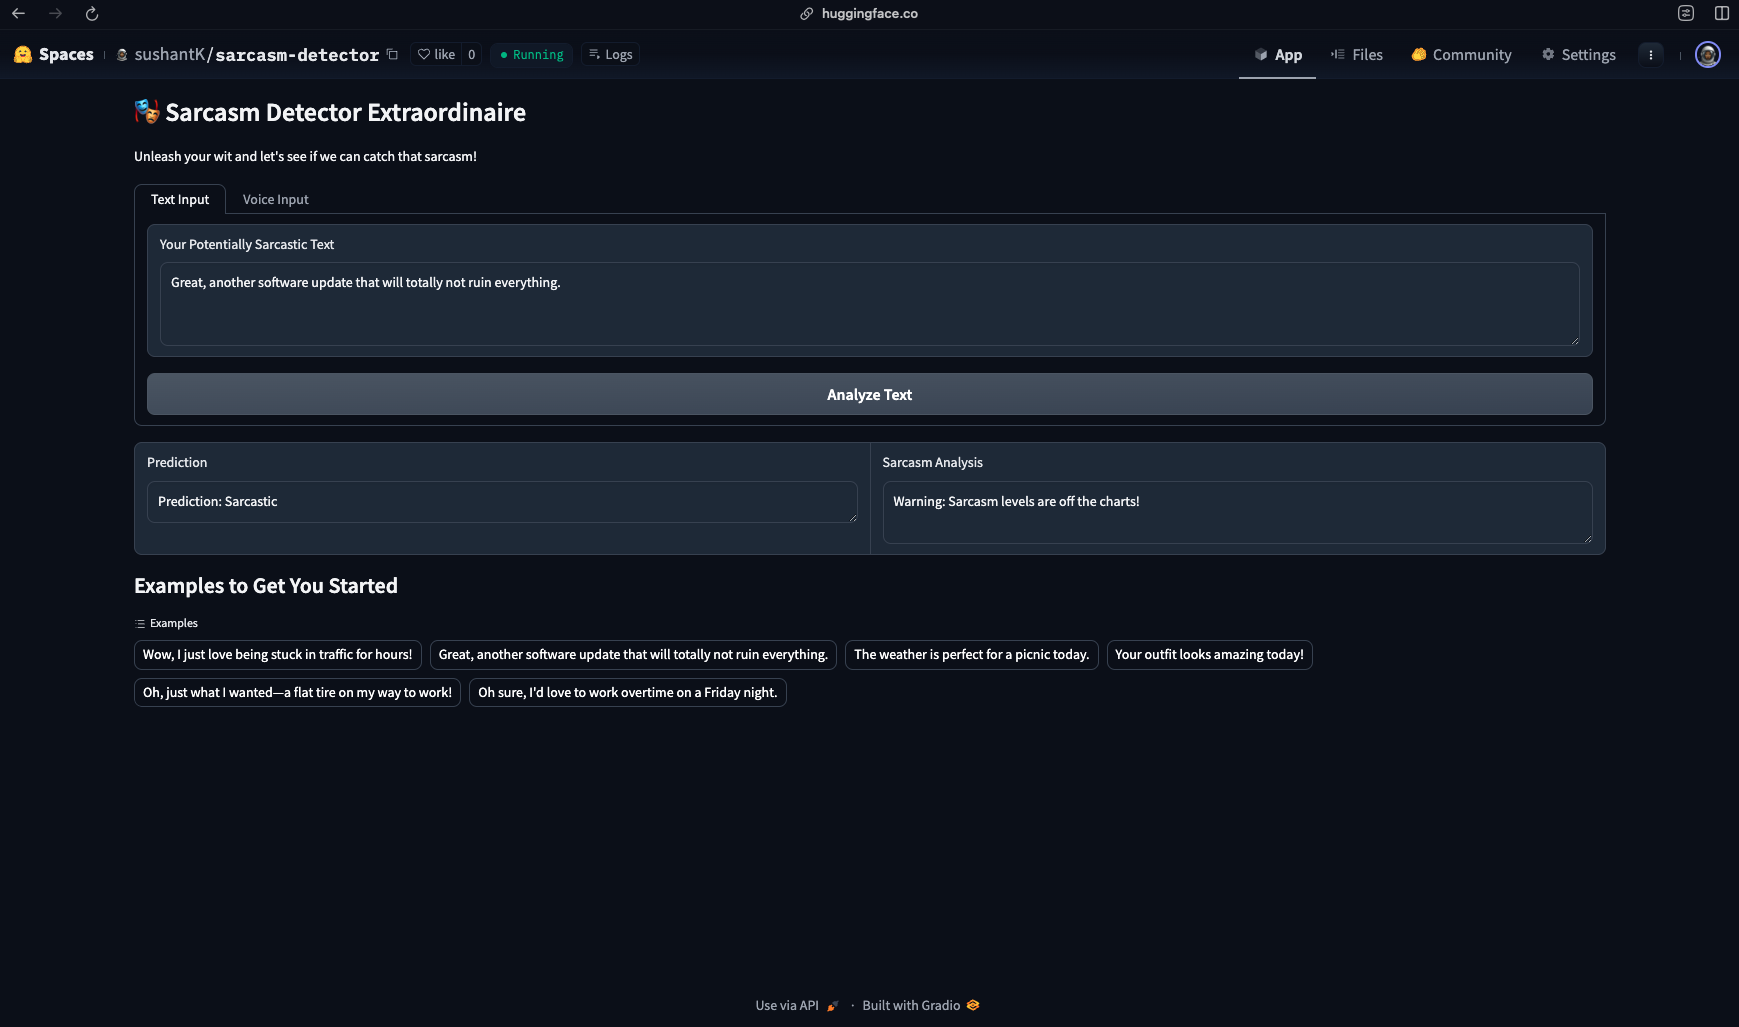 huggingface.co
Spaces sushantK/sarcasm-detector like 0 Running Logs App Files Community Settings
Sarcasm Detector Extraordinaire
Unleash your wit and let's see if we can catch that sarcasm!
Text Input Voice Input
Your Potentially Sarcastic Text
Great, another software update that will totally not ruin everything.
Analyze Text
Prediction Sarcasm Analysis
Prediction: Sarcastic Warning: Sarcasm levels are off the charts!
Examples to Get You Started
Examples
Wow, I just love being stuck in traffic for hours! Great, another software update that will totally not ruin everything. The weather is perfect for a picnic today. Your outfit looks amazing today!
Oh, just what I wanted—a flat tire on my way to work! Oh sure, I'd love to work overtime on a Friday night.
Use via API · Built with Gradio